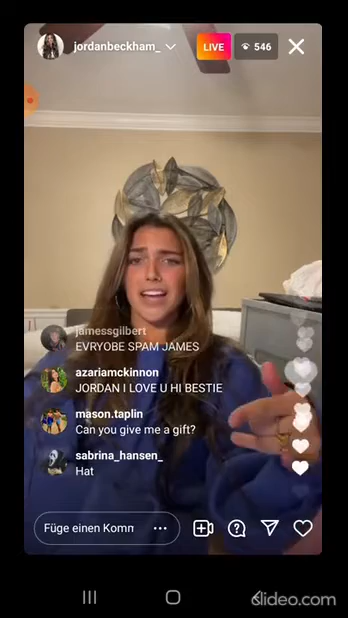 jordanbeckham_
LIVE
546
jamessgilbert
EVRYOBE SPAM JAMES
azariamckinnon
JORDAN I LOVE U HI BESTIE
mason.taplin
Can you give me a gift?
sabrina_hansen_
Hat
Füge einen Komm
clideo.com